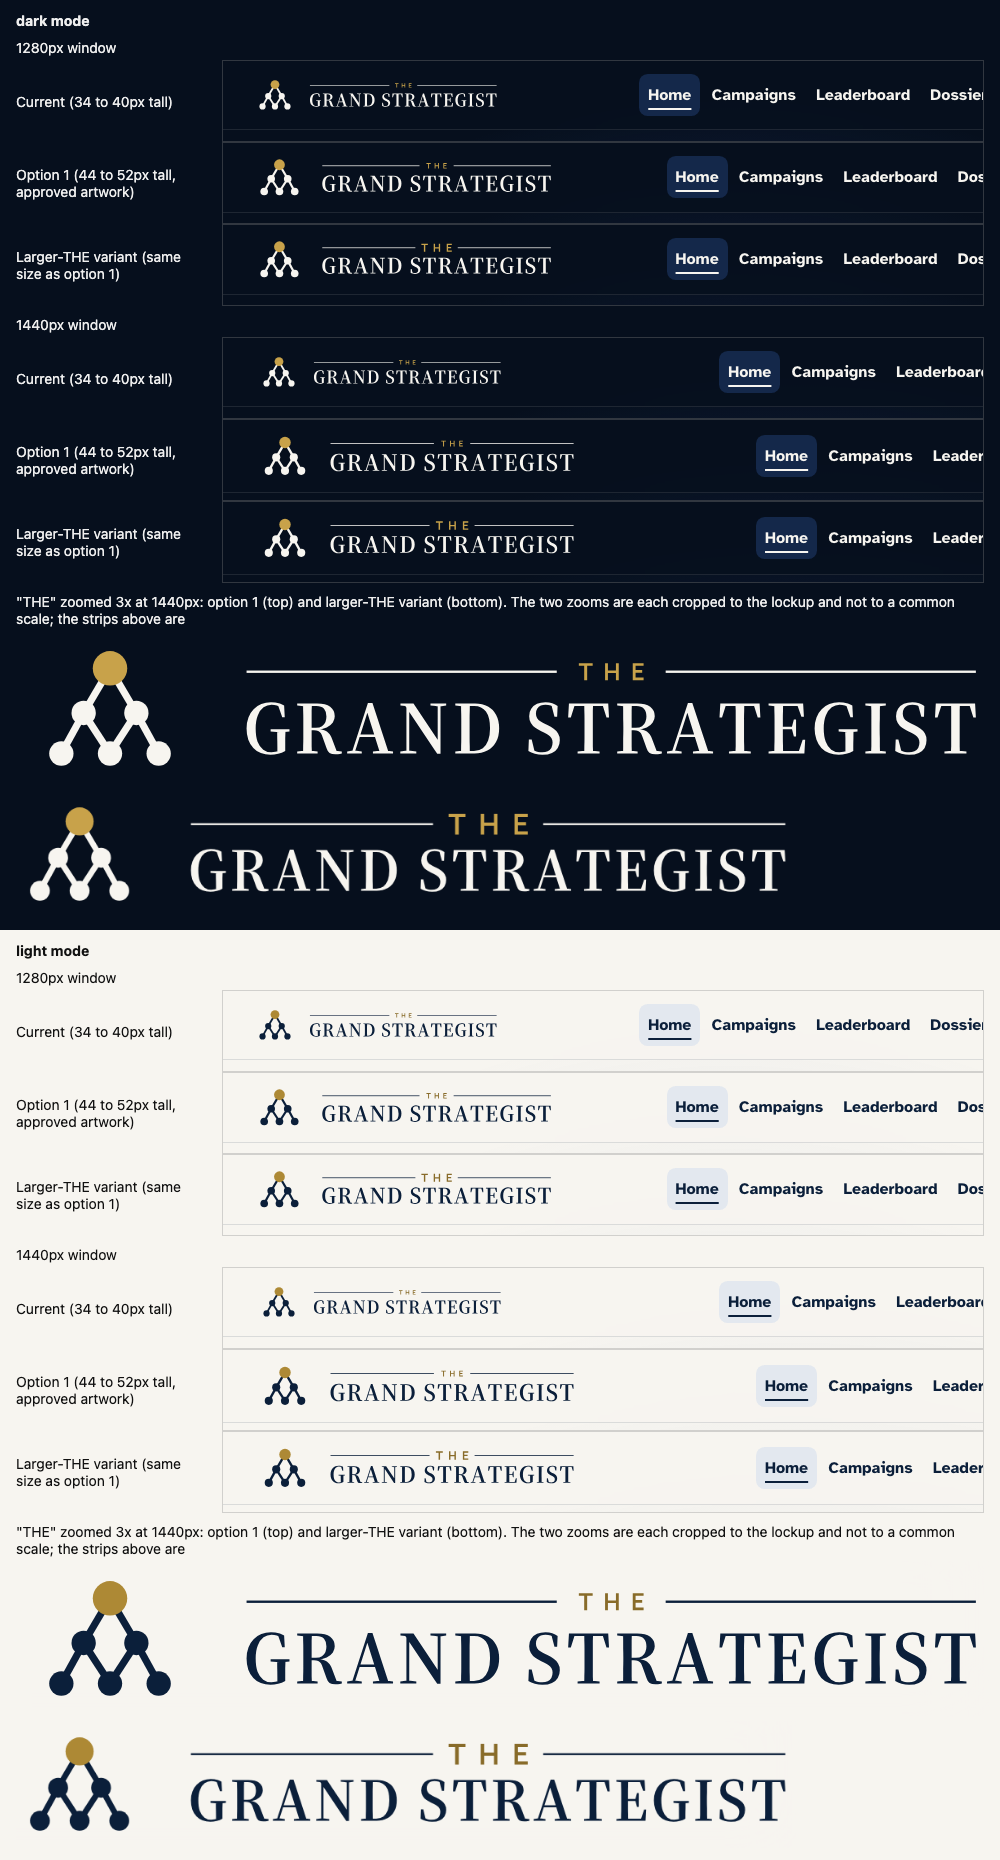 dark mode
1280px window
Current (34 to 40px tall)
THE
GRAND STRATEGIST
Home Campaigns Leaderboard Dossier
Option 1 (44 to 52px tall,
approved artwork)
THE
GRAND STRATEGIST
Home Campaigns Leaderboard Dos
Larger-THE variant (same
size as option 1)
THE
GRAND STRATEGIST
Home Campaigns Leaderboard Dos
1440px window
Current (34 to 40px tall)
THE
GRAND STRATEGIST
Home Campaigns Leaderboard
Option 1 (44 to 52px tall,
approved artwork)
THE
GRAND STRATEGIST
Home Campaigns Leader
Larger-THE variant (same
size as option 1)
THE
GRAND STRATEGIST
Home Campaigns Leader
"THE" zoomed 3x at 1440px: option 1 (top) and larger-THE variant (bottom). The two zooms are each cropped to the lockup and not to a common
scale; the strips above are
THE
GRAND STRATEGIST
THE
GRAND STRATEGIST
light mode
1280px window
Current (34 to 40px tall)
THE
GRAND STRATEGIST
Home Campaigns Leaderboard Dossier
Option 1 (44 to 52px tall,
approved artwork)
THE
GRAND STRATEGIST
Home Campaigns Leaderboard Dos
Larger-THE variant (same
size as option 1)
THE
GRAND STRATEGIST
Home Campaigns Leaderboard Dos
1440px window
Current (34 to 40px tall)
THE
GRAND STRATEGIST
Home Campaigns Leaderboard
Option 1 (44 to 52px tall,
approved artwork)
THE
GRAND STRATEGIST
Home Campaigns Leader
Larger-THE variant (same
size as option 1)
THE
GRAND STRATEGIST
Home Campaigns Leader
"THE" zoomed 3x at 1440px: option 1 (top) and larger-THE variant (bottom). The two zooms are each cropped to the lockup and not to a common
scale; the strips above are
THE
GRAND STRATEGIST
THE
GRAND STRATEGIST